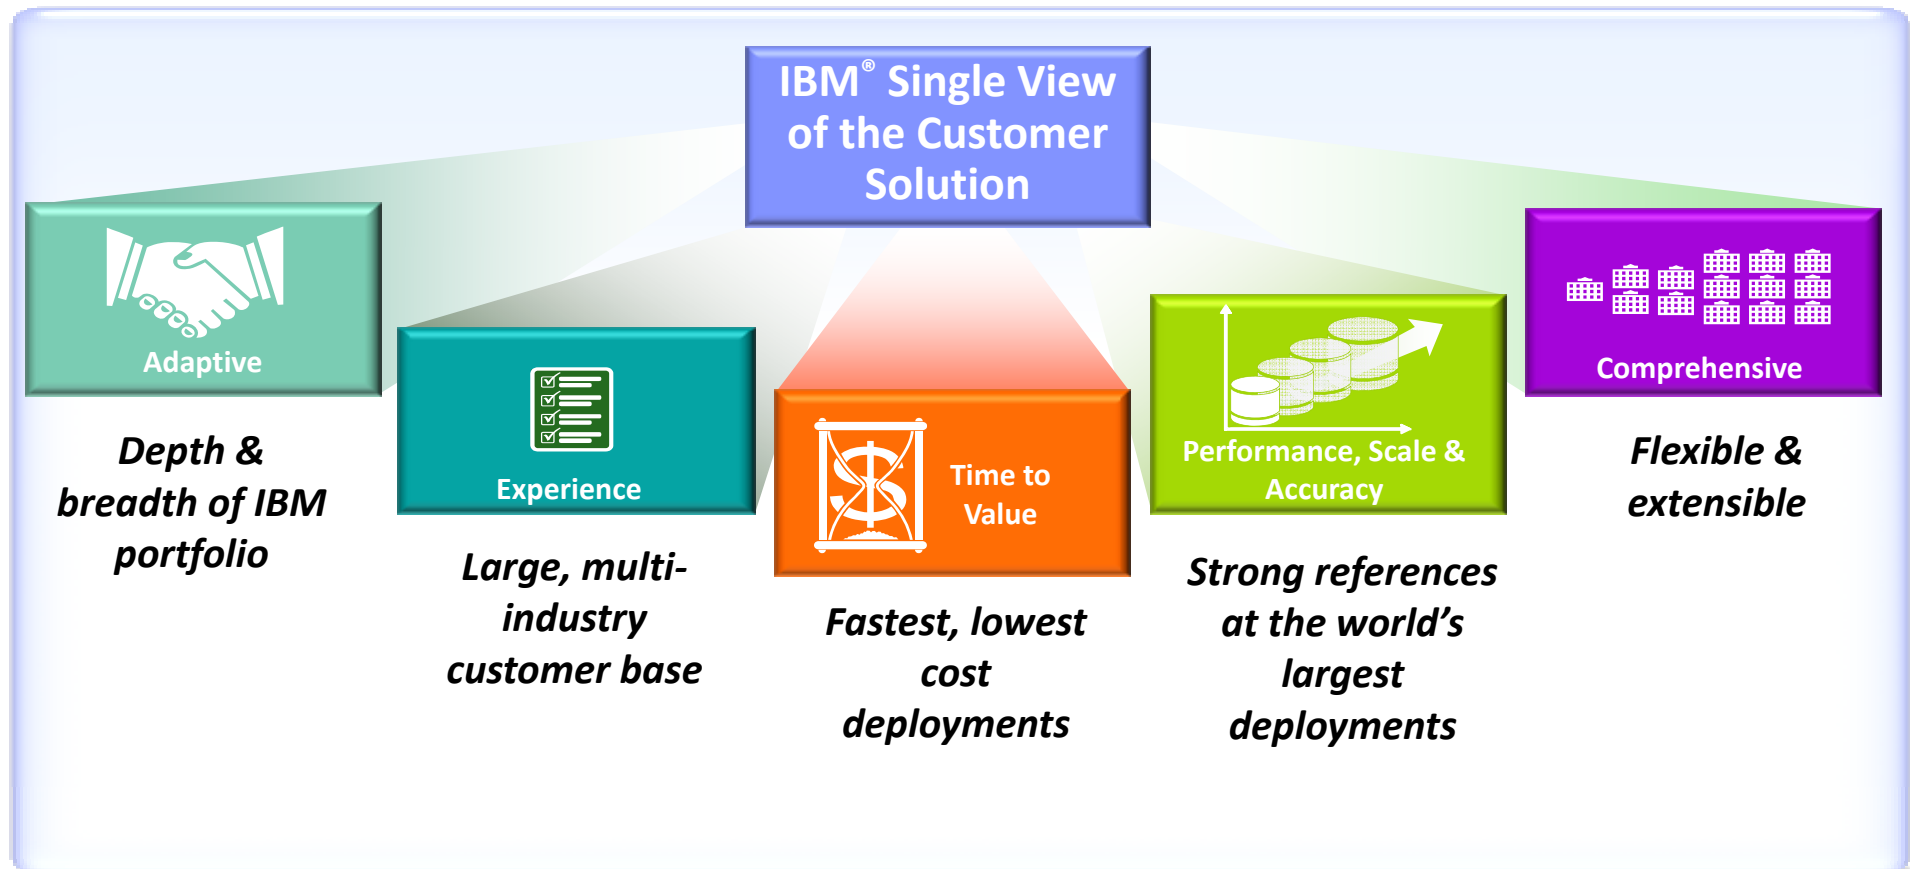 IBM® Single View
of the Customer
Solution
Adaptive
Depth &
breadth of IBM
portfolio
Experience
Large, multi-
industry
customer base
Time to
Value
Fastest, lowest
cost
deployments
Performance, Scale &
Accuracy
Strong references
at the world’s
largest
deployments
Comprehensive
Flexible &
extensible